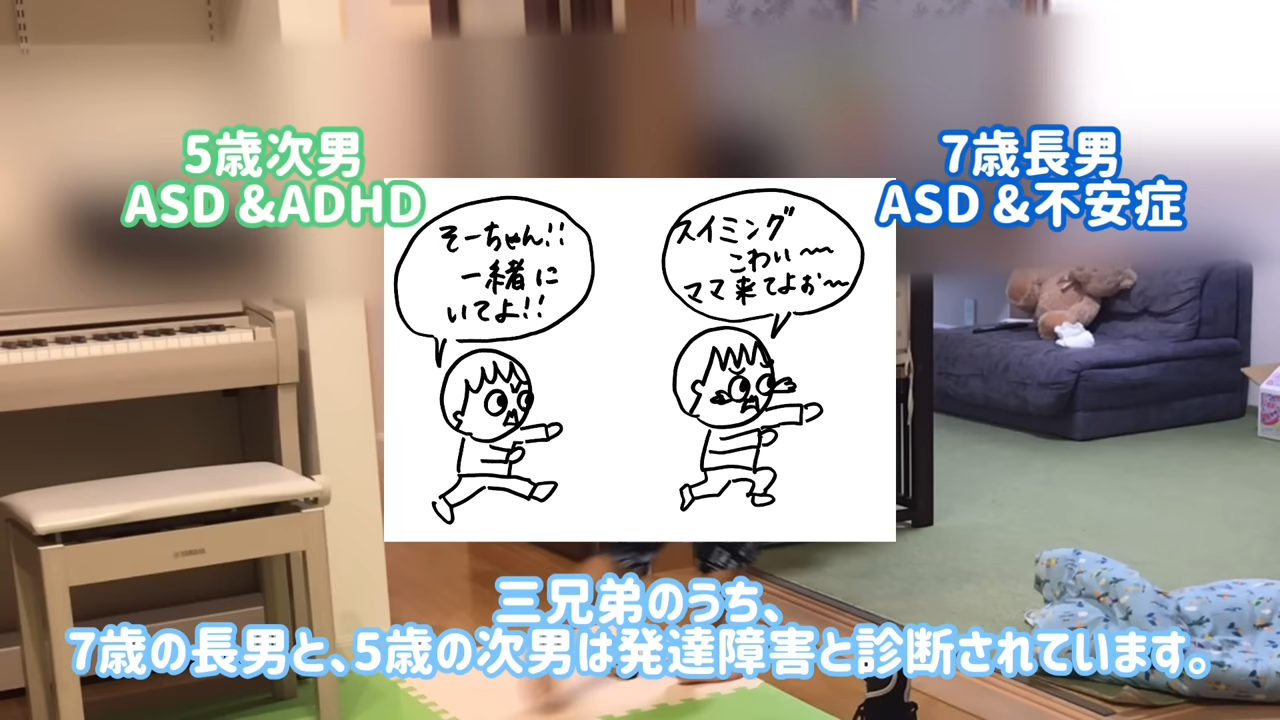 5歳次男
ASD &ADHD
7歳長男
ASD &不安症
そーちゃん!!
一緒に
いてよ!!
スイミング
こわい〜
ママ来てよぉ〜
YAMAHA
三兄弟のうち、
7歳の長男と、5歳の次男は発達障害と診断されています。